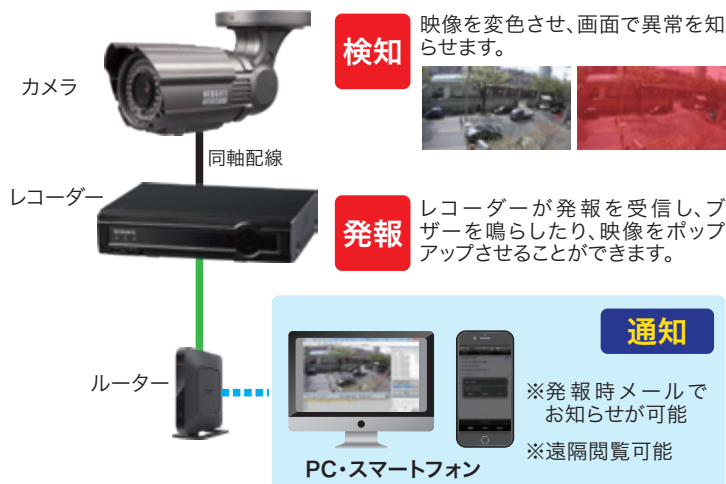 カメラ
検知
映像を変色させ、画面で異常を知
らせます。
同軸配線
レコーダー
発報
レコーダーが発報を受信し、ブ
ザーを鳴らしたり、映像をポップ
アップさせることができます。
ルーター
通知
※発報時メールで
お知らせが可能
※遠隔閲覧可能
PC・スマートフォン